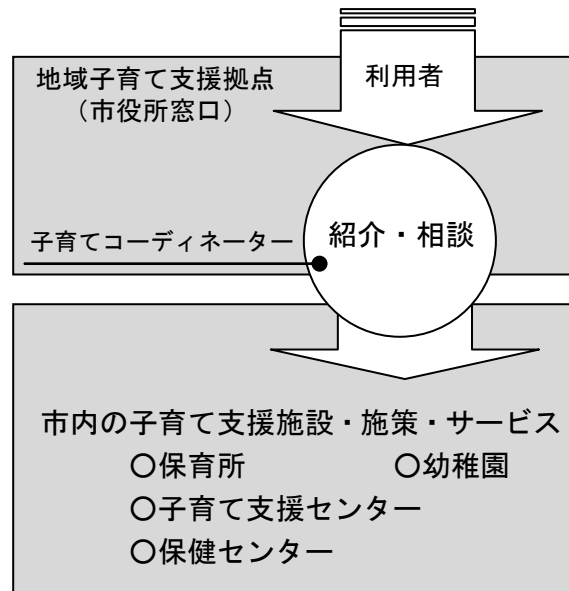 地域子育て支援拠点
（市役所窓口）
利用者
子育てコーディネーター
紹介・相談
市内の子育て支援施設・施策・サービス
○保育所　○幼稚園
○子育て支援センター
○保健センター